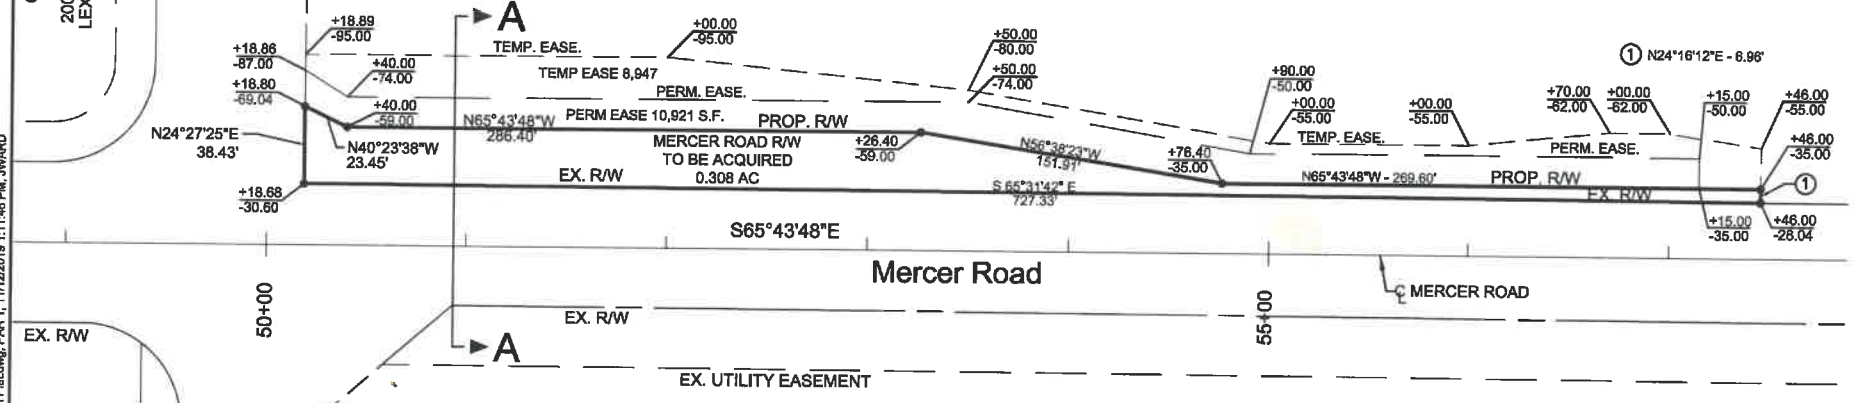 200
LEX
+18.89
-95.00
A
+00.00
-95.00
+50.00
-80.00
① N24°16'12"E - 6.96'
+18.86
-87.00
TEMP. EASE.
+40.00
-74.00
TEMP EASE 8,947
+50.00
-74.00
+90.00
-50.00
+18.80
-69.04
PERM. EASE.
+40.00
-59.00
PERM EASE 10,921 S.F.
+00.00
-55.00
+00.00
-55.00
+70.00
-62.00
+00.00
-62.00
+15.00
-50.00
+46.00
-55.00
N24°27'25"E
38.43'
N40°23'38"W
23.45'
N65°43'48"W
286.40'
PROP. R/W
MERCER ROAD R/W
TO BE ACQUIRED
0.308 AC
+26.40
-59.00
N56°38'23"W
151.91'
TEMP. EASE.
PERM. EASE.
+76.40
-35.00
+46.00
-35.00
EX. R/W
N65°43'48"W - 269.60'
PROP. R/W
①
+18.68
-30.60
S 65°31'42" E
727.33'
EX. R/W
+15.00
-35.00
+46.00
-28.04
S65°43'48"E
Mercer Road
50+00
55+00
℄ MERCER ROAD
EX. R/W
EX. R/W
A
EX. UTILITY EASEMENT